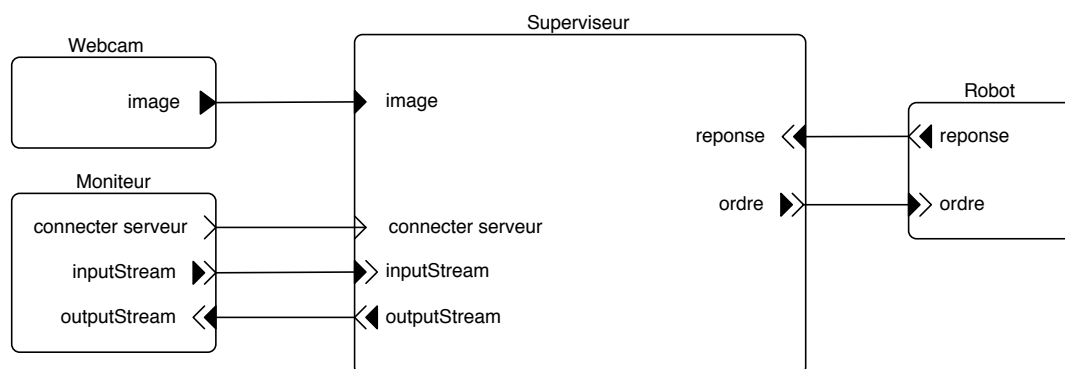 Superviseur
Webcam
image
image
Robot
reponse
reponse
Moniteur
ordre
ordre
connecter serveur
connecter serveur
inputStream
inputStream
outputStream
outputStream